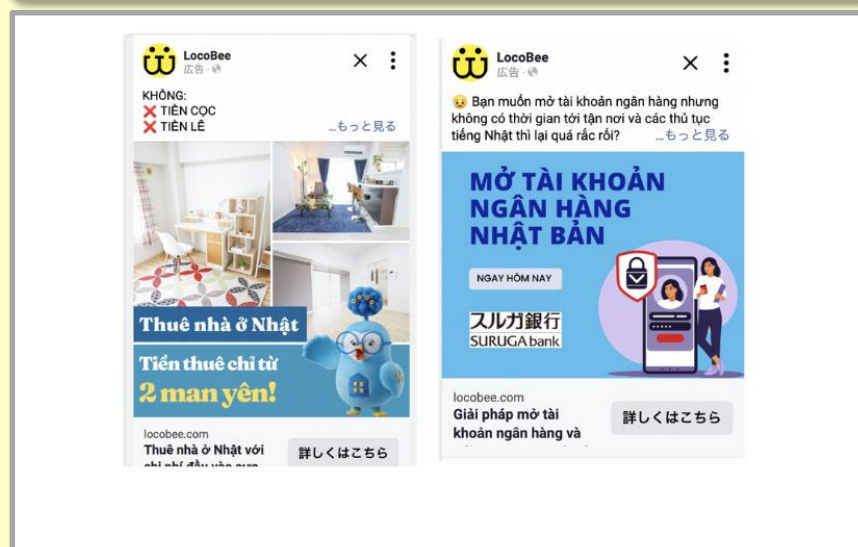 LocoBee
広告
KHÔNG:
❌ TIỀN CỌC
❌ TIỀN LỄ
...もっと見る
Thuê nhà ở Nhật
Tiền thuê chỉ từ
2 man yên!
locobee.com
Thuê nhà ở Nhật với
詳しくはこちら
LocoBee
広告
Bạn muốn mở tài khoản ngân hàng nhưng
không có thời gian tới tận nơi và các thủ tục
tiếng Nhật thì lại quá rắc rối? ...もっと見る
MỞ TÀI KHOẢN
NGÂN HÀNG
NHẬT BẢN
NGAY HÔM NAY
スルガ銀行
SURUGA bank
locobee.com
Giải pháp mở tài
khoản ngân hàng và
詳しくはこちら